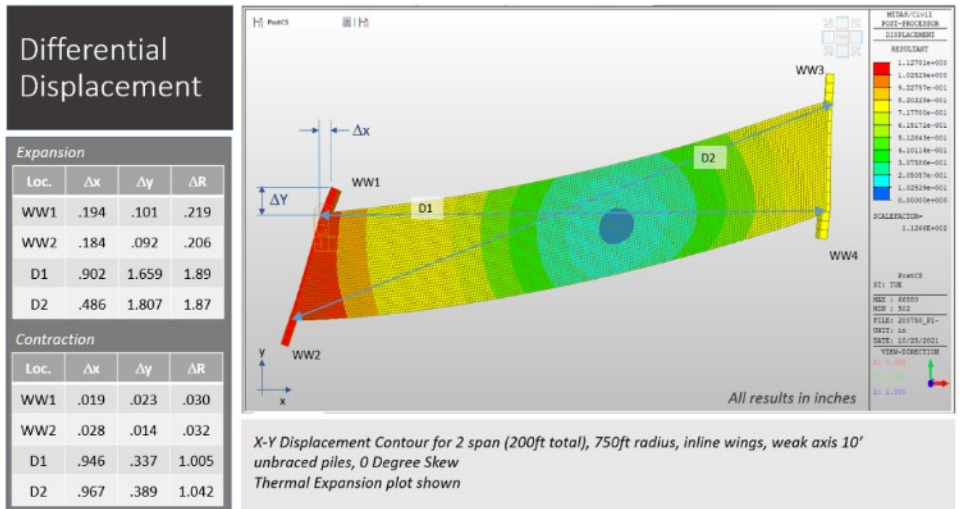 Differential
Displacement
Expansion
Loc. Δx Δy ΔR
WW1 .194 .101 .219
WW2 .184 .092 .206
D1 .902 1.659 1.89
D2 .486 1.807 1.87
Contraction
Loc. Δx Δy ΔR
WW1 .019 .023 .030
WW2 .028 .014 .032
D1 .946 .337 1.005
D2 .967 .389 1.042
PostCS
WW3
Δx
D2
WW1
ΔY
D1
WW4
WW2
y
x
All results in inches
MIDAS/Civil
POST-PROCESSOR
DISPLACEMENT
RESULTANT
1.12781e+000
1.02529e+000
9.22757e-001
8.20228e-001
7.17700e-001
6.15171e-001
5.12643e-001
4.10114e-001
3.07586e-001
2.05057e-001
1.02529e-001
0.00000e+000
SCALEFACTOR=
1.1266E+002
PostCS
ST: TUE
MAX : 66000
MIN : 502
FILE: 200750_P1~
UNIT: in
DATE: 10/25/2021
VIEW-DIRECTION
X: 0.000
Z: 1.000
X-Y Displacement Contour for 2 span (200ft total), 750ft radius, inline wings, weak axis 10'
unbraced piles, 0 Degree Skew
Thermal Expansion plot shown